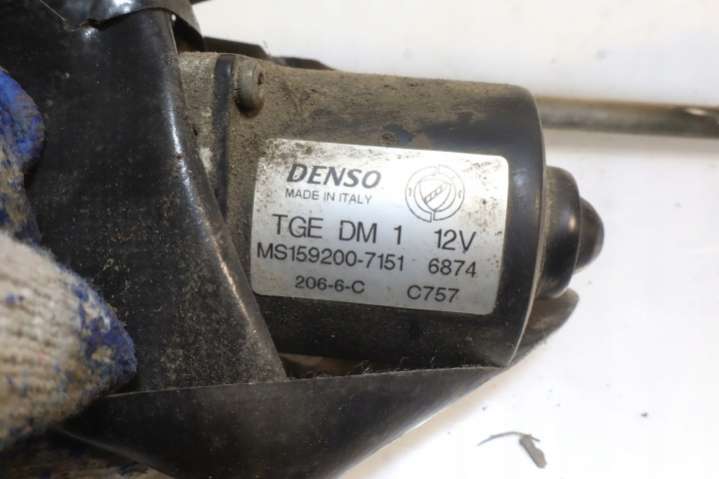 DENSO
MADE IN ITALY
TGE DM 1 12V
MS159200-7151 6874
206-6-C C757